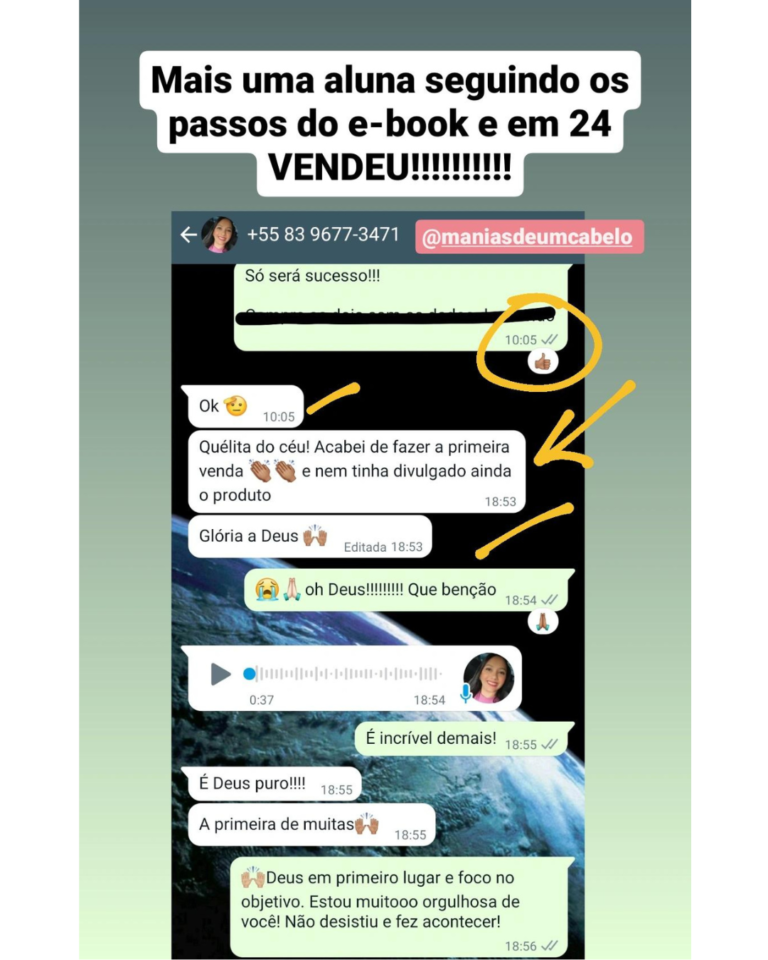 Mais uma aluna seguindo os
passos do e-book e em 24
VENDEU!!!!!!!!!!
+55 83 9677-3471 @maniasdeumcabelo
Só será sucesso!!!
10:05
Ok 🫡 10:05
Quélita do céu! Acabei de fazer a primeira
venda 👏🏽👏🏽 e nem tinha divulgado ainda
o produto
18:53
Glória a Deus 🙌🏽 Editada 18:53
😭🙏🏼 oh Deus!!!!!!!!! Que benção 18:54
0:37 18:54
É incrível demais! 18:55
É Deus puro!!!! 18:55
A primeira de muitas🙌🏽 18:55
🙌🏼Deus em primeiro lugar e foco no
objetivo. Estou muitooo orgulhosa de
você! Não desistiu e fez acontecer!
18:56